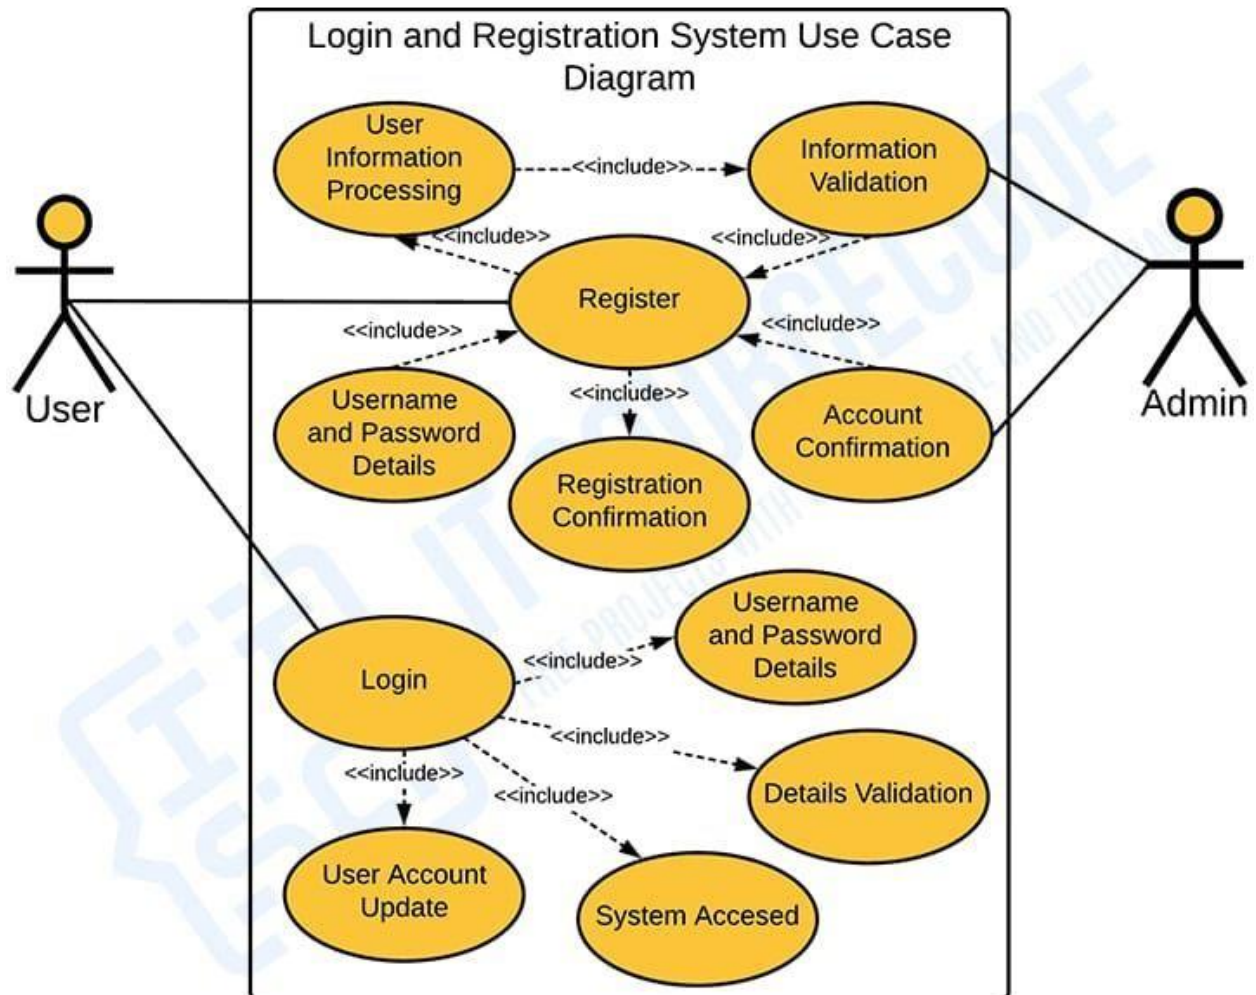 Login and Registration System Use Case
Diagram
User
Information
Processing
<<include>>
Information
Validation
<<include>>
<<include>>
Register
<<include>>
<<include>>
User
Admin
Username
and Password
Details
<<include>>
Account
Confirmation
Registration
Confirmation
Username
and Password
Details
<<include>>
Login
<<include>>
Details Validation
<<include>>
<<include>>
User Account
Update
System Accesed
ITSOURCECODE